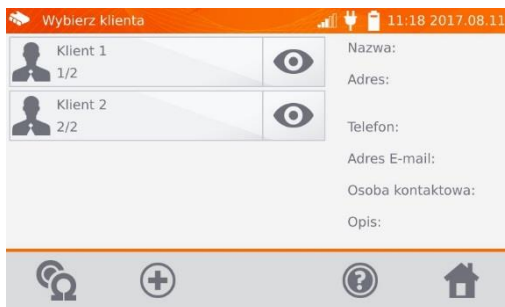 Wybierz klienta
11:18 2017.08.11
Klient 1
1/2
Klient 2
2/2
Nazwa:
Adres:
Telefon:
Adres E-mail:
Osoba kontaktowa:
Opis: